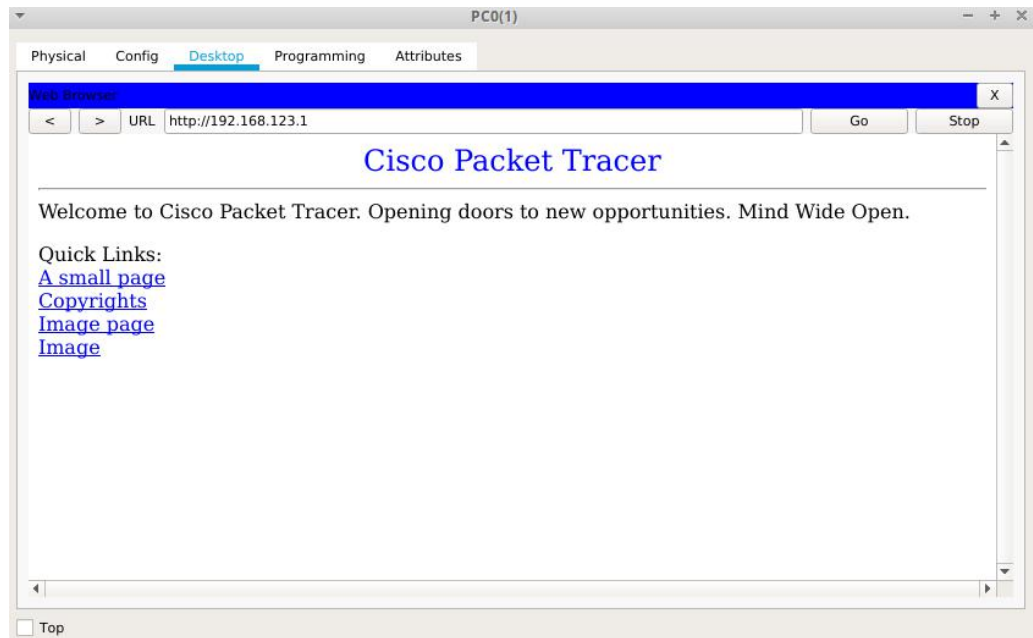 PC0(1)
Physical Config Desktop Programming Attributes
Web Browser
X
< > URL http://192.168.123.1 Go Stop
Cisco Packet Tracer
Welcome to Cisco Packet Tracer. Opening doors to new opportunities. Mind Wide Open.
Quick Links:
A small page
Copyrights
Image page
Image
Top